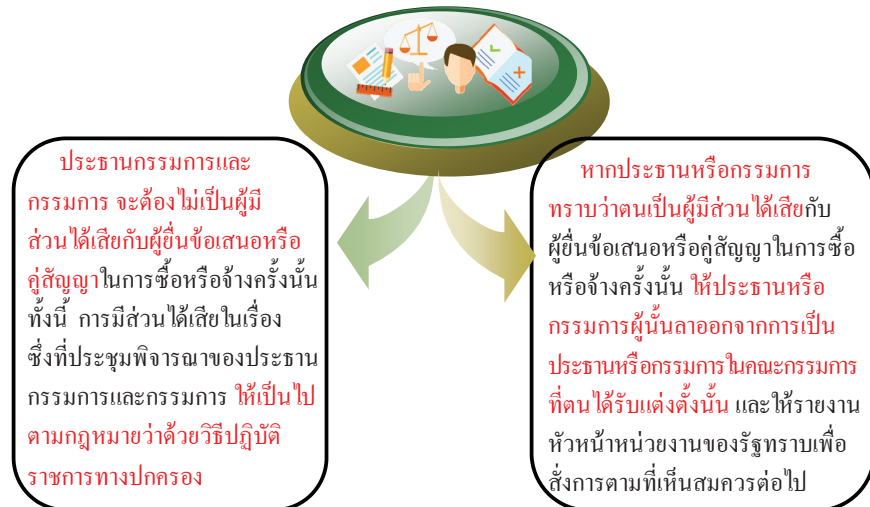 ประธานกรรมการและ
กรรมการ จะต้องไม่เป็นผู้มี
ส่วนได้เสียกับผู้ยื่นข้อเสนอหรือ
คู่สัญญาในการซื้อหรือจ้างครั้งนั้น
ทั้งนี้ การมีส่วนได้เสียในเรื่อง
ซึ่งที่ประชุมพิจารณาของประธาน
กรรมการและกรรมการ ให้เป็นไป
ตามกฎหมายว่าด้วยวิธีปฏิบัติ
ราชการทางปกครอง
หากประธานหรือกรรมการ
ทราบว่าตนเป็นผู้มีส่วนได้เสียกับ
ผู้ยื่นข้อเสนอหรือคู่สัญญาในการซื้อ
หรือจ้างครั้งนั้น ให้ประธานหรือ
กรรมการผู้นั้นลาออกจากการเป็น
ประธานหรือกรรมการในคณะกรรมการ
ที่ตนได้รับแต่งตั้งนั้น และให้รายงาน
หัวหน้าหน่วยงานของรัฐทราบเพื่อ
สั่งการตามที่เห็นสมควรต่อไป